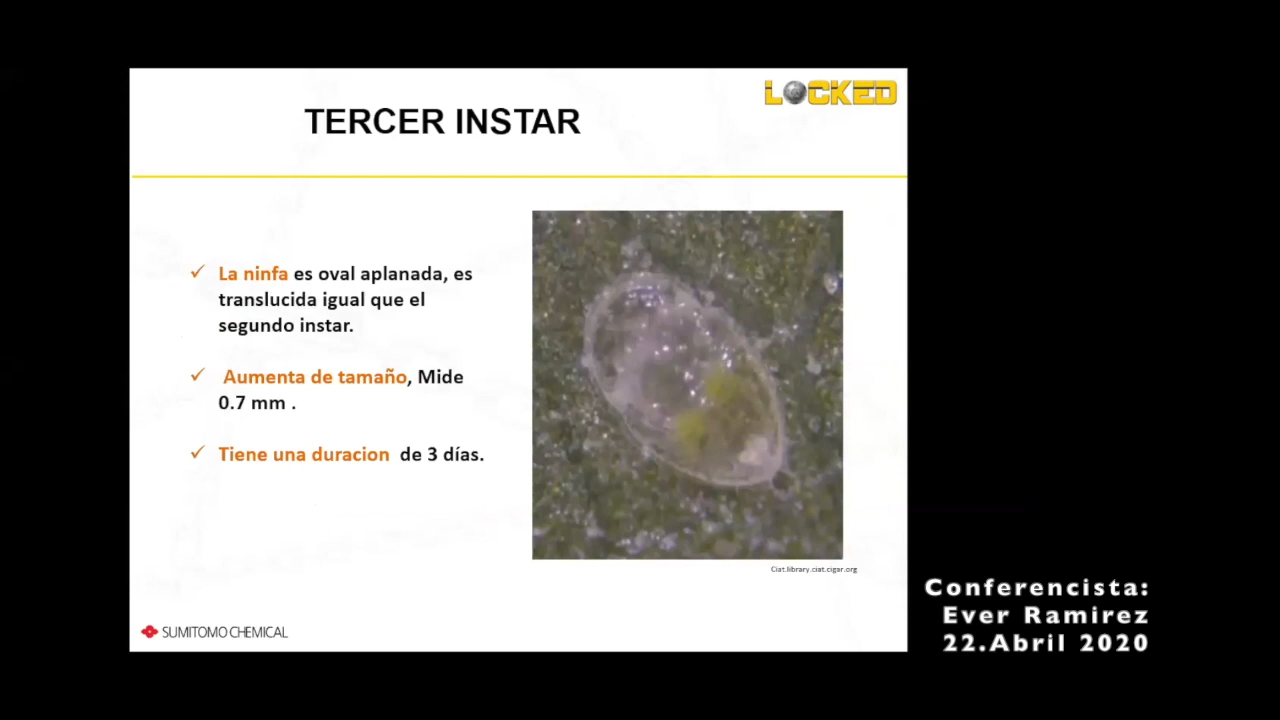 LOCKED
TERCER INSTAR
✓ La ninfa es oval aplanada, es
translucida igual que el
segundo instar.
✓ Aumenta de tamaño, Mide
0.7 mm .
✓ Tiene una duracion de 3 días.
Ciat.library.ciat.cigar.org
SUMITOMO CHEMICAL
Conferencista:
Ever Ramirez
22.Abril 2020